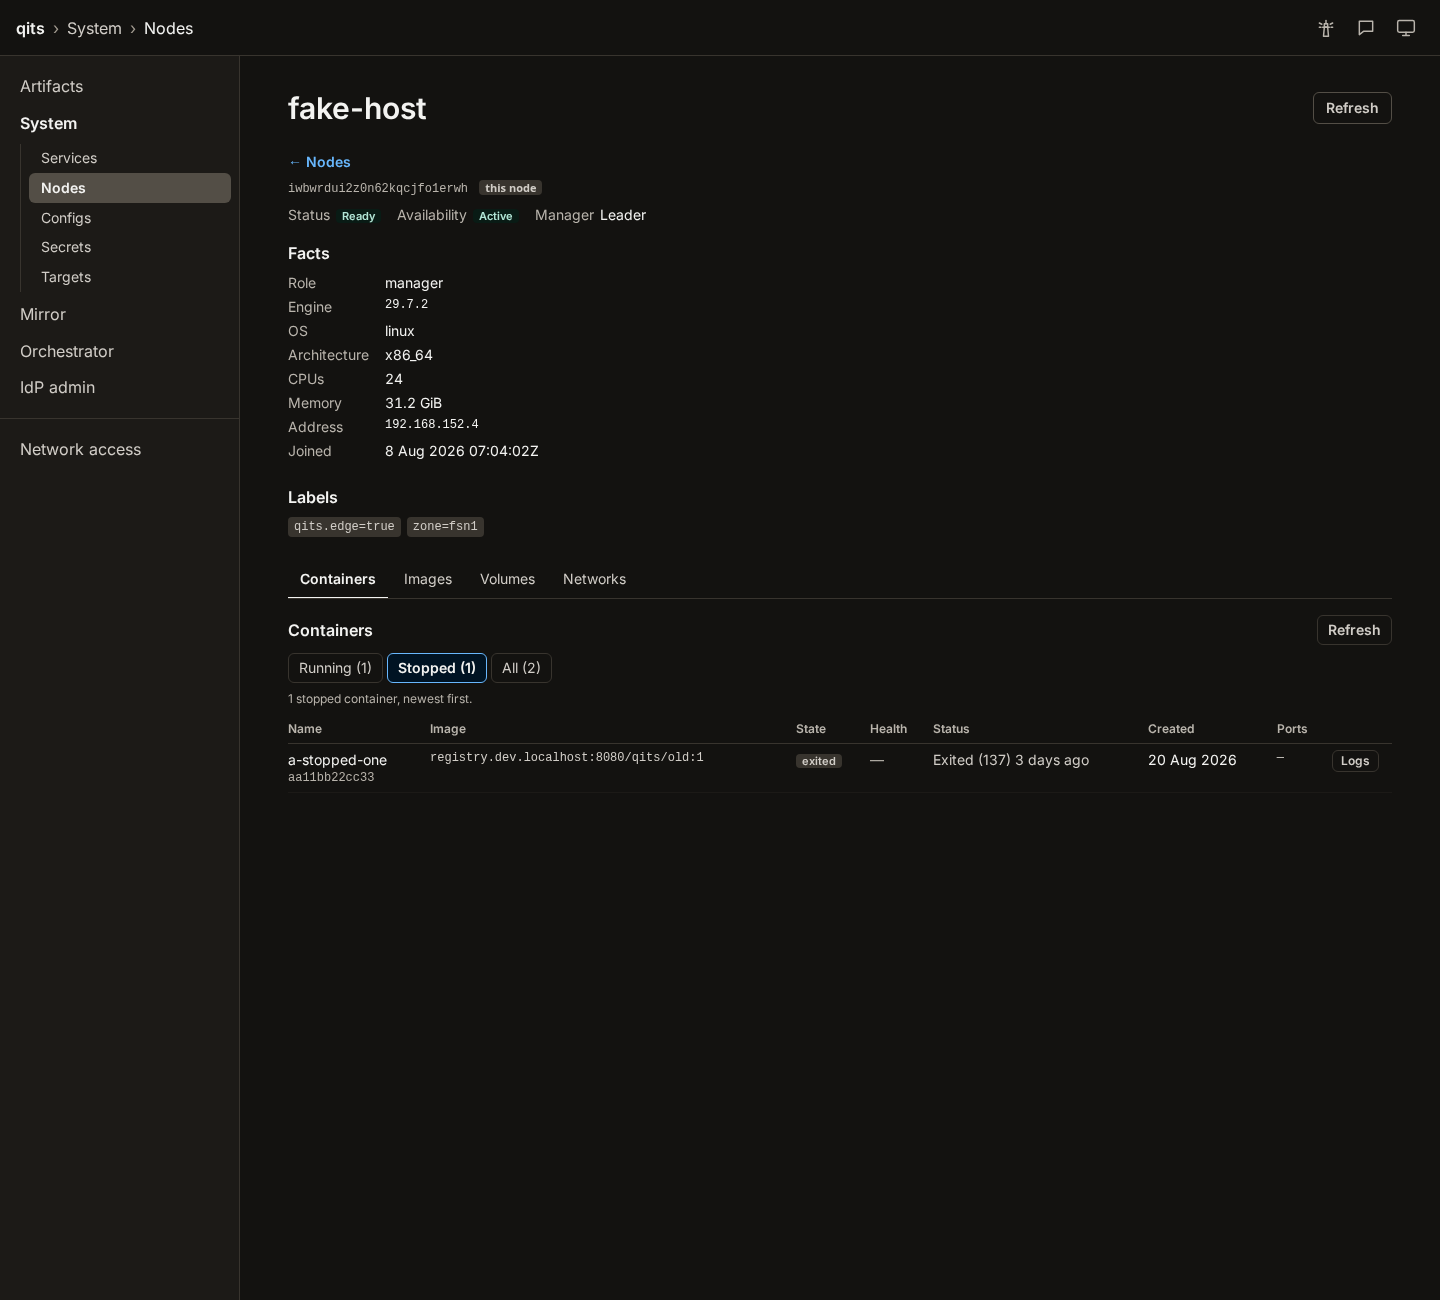 qits › System › Nodes
Artifacts
System
Services
Nodes
Configs
Secrets
Targets
Mirror
Orchestrator
IdP admin
Network access
fake-host
Refresh
← Nodes
iwbwrdui2z0n62kqcjfo1erwh this node
Status Ready Availability Active Manager Leader
Facts
Role manager
Engine 29.7.2
OS linux
Architecture x86_64
CPUs 24
Memory 31.2 GiB
Address 192.168.152.4
Joined 8 Aug 2026 07:04:02Z
Labels
qits.edge=true zone=fsn1
Containers Images Volumes Networks
Containers
Refresh
Running (1) Stopped (1) All (2)
1 stopped container, newest first.
Name Image State Health Status Created Ports
a-stopped-one registry.dev.localhost:8080/qits/old:1 exited — Exited (137) 3 days ago 20 Aug 2026 – Logs
aa11bb22cc33